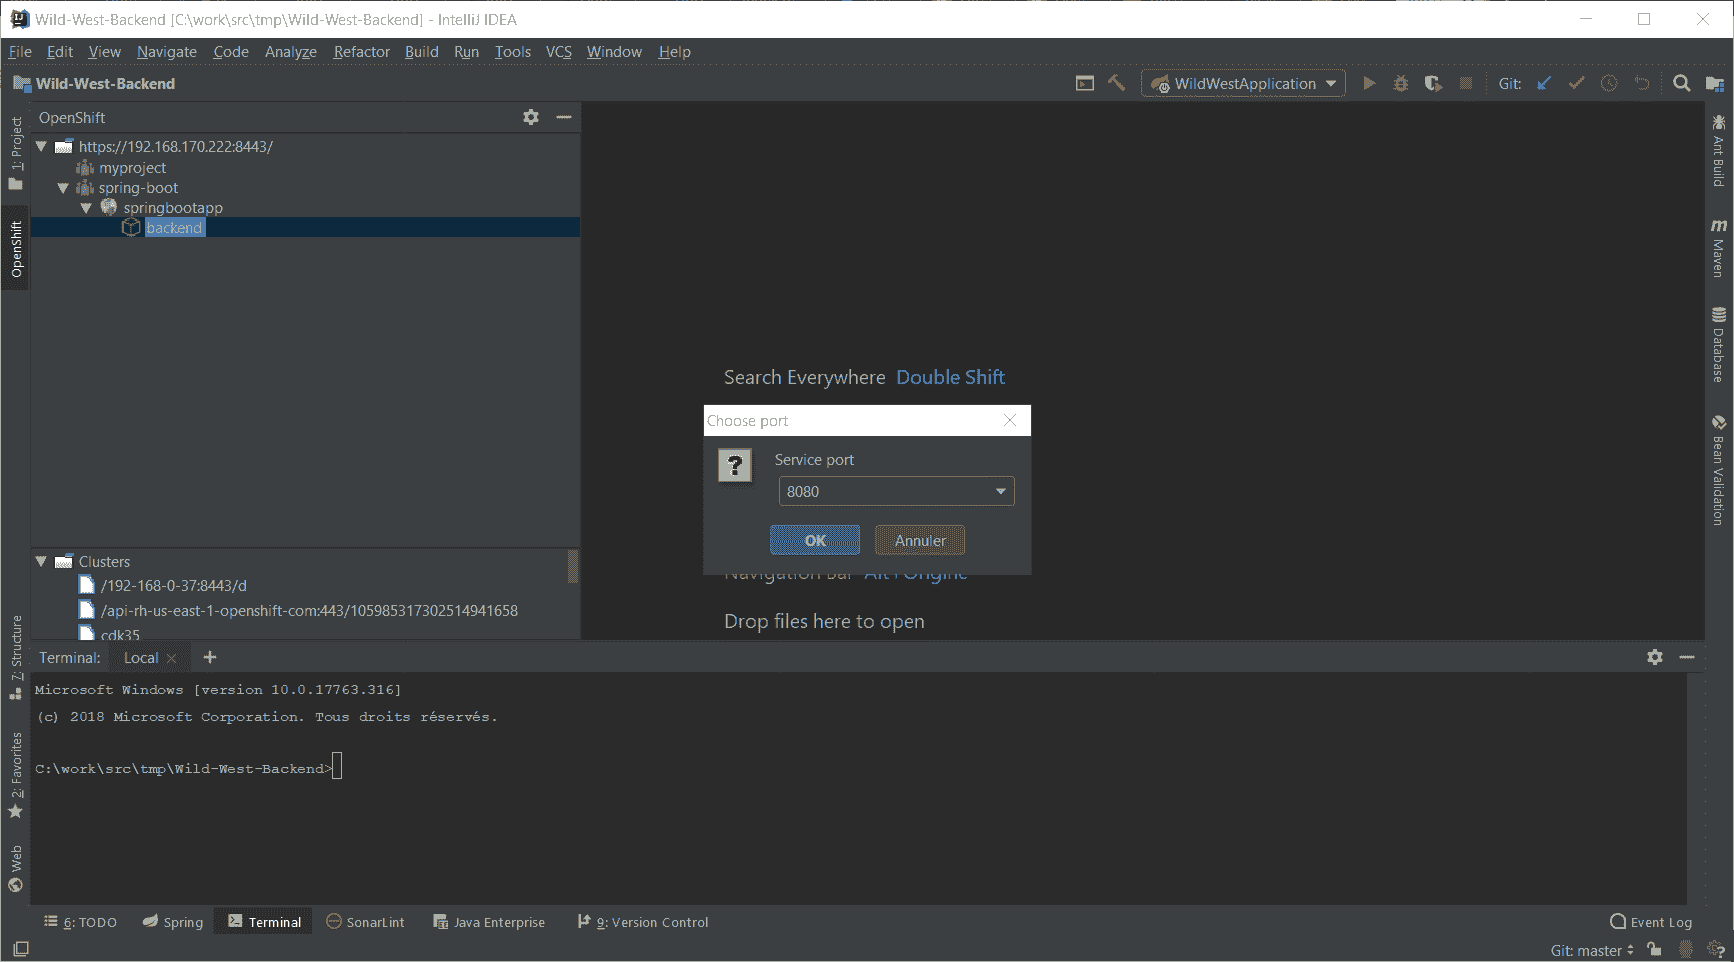 Wild-West-Backend [C:\work\src\tmp\Wild-West-Backend] - IntelliJ IDEA
File Edit View Navigate Code Analyze Refactor Build Run Tools VCS Window Help
Wild-West-Backend
WildWestApplication
Git:
1: Project
OpenShift
7: Structure
2: Favorites
Web
OpenShift
https://192.168.170.222:8443/
myproject
spring-boot
springbootapp
backend
Clusters
/192-168-0-37:8443/d
/api-rh-us-east-1-openshift-com:443/105985317302514941658
cdk35
Search Everywhere Double Shift
Choose port
Service port
8080
OK
Annuler
Navigation Bar Alt+Origine
Drop files here to open
Ant Build
m
Maven
Database
Bean Validation
Terminal:
Local
Microsoft Windows [version 10.0.17763.316]
(c) 2018 Microsoft Corporation. Tous droits réservés.
C:\work\src\tmp\Wild-West-Backend>
6: TODO
Spring
Terminal
SonarLint
Java Enterprise
9: Version Control
Event Log
Git: master